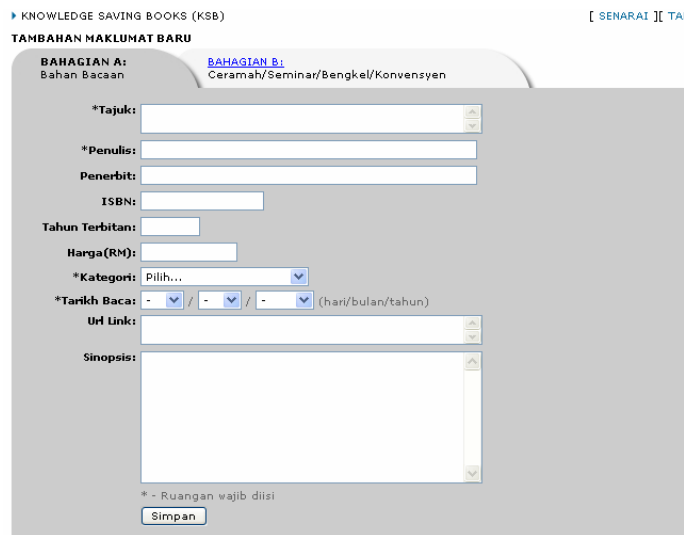 KNOWLEDGE SAVING BOOKS (KSB) [ SENARAI ][ TA
TAMBAHAN MAKLUMAT BARU
BAHAGIAN A:
Bahan Bacaan
BAHAGIAN B:
Ceramah/Seminar/Bengkel/Konvensyen
*Tajuk:
*Penulis:
Penerbit:
ISBN:
Tahun Terbitan:
Harga(RM):
*Kategori: Pilih...
*Tarikh Baca: - / - / - (hari/bulan/tahun)
Url Link:
Sinopsis:
* - Ruangan wajib diisi
Simpan